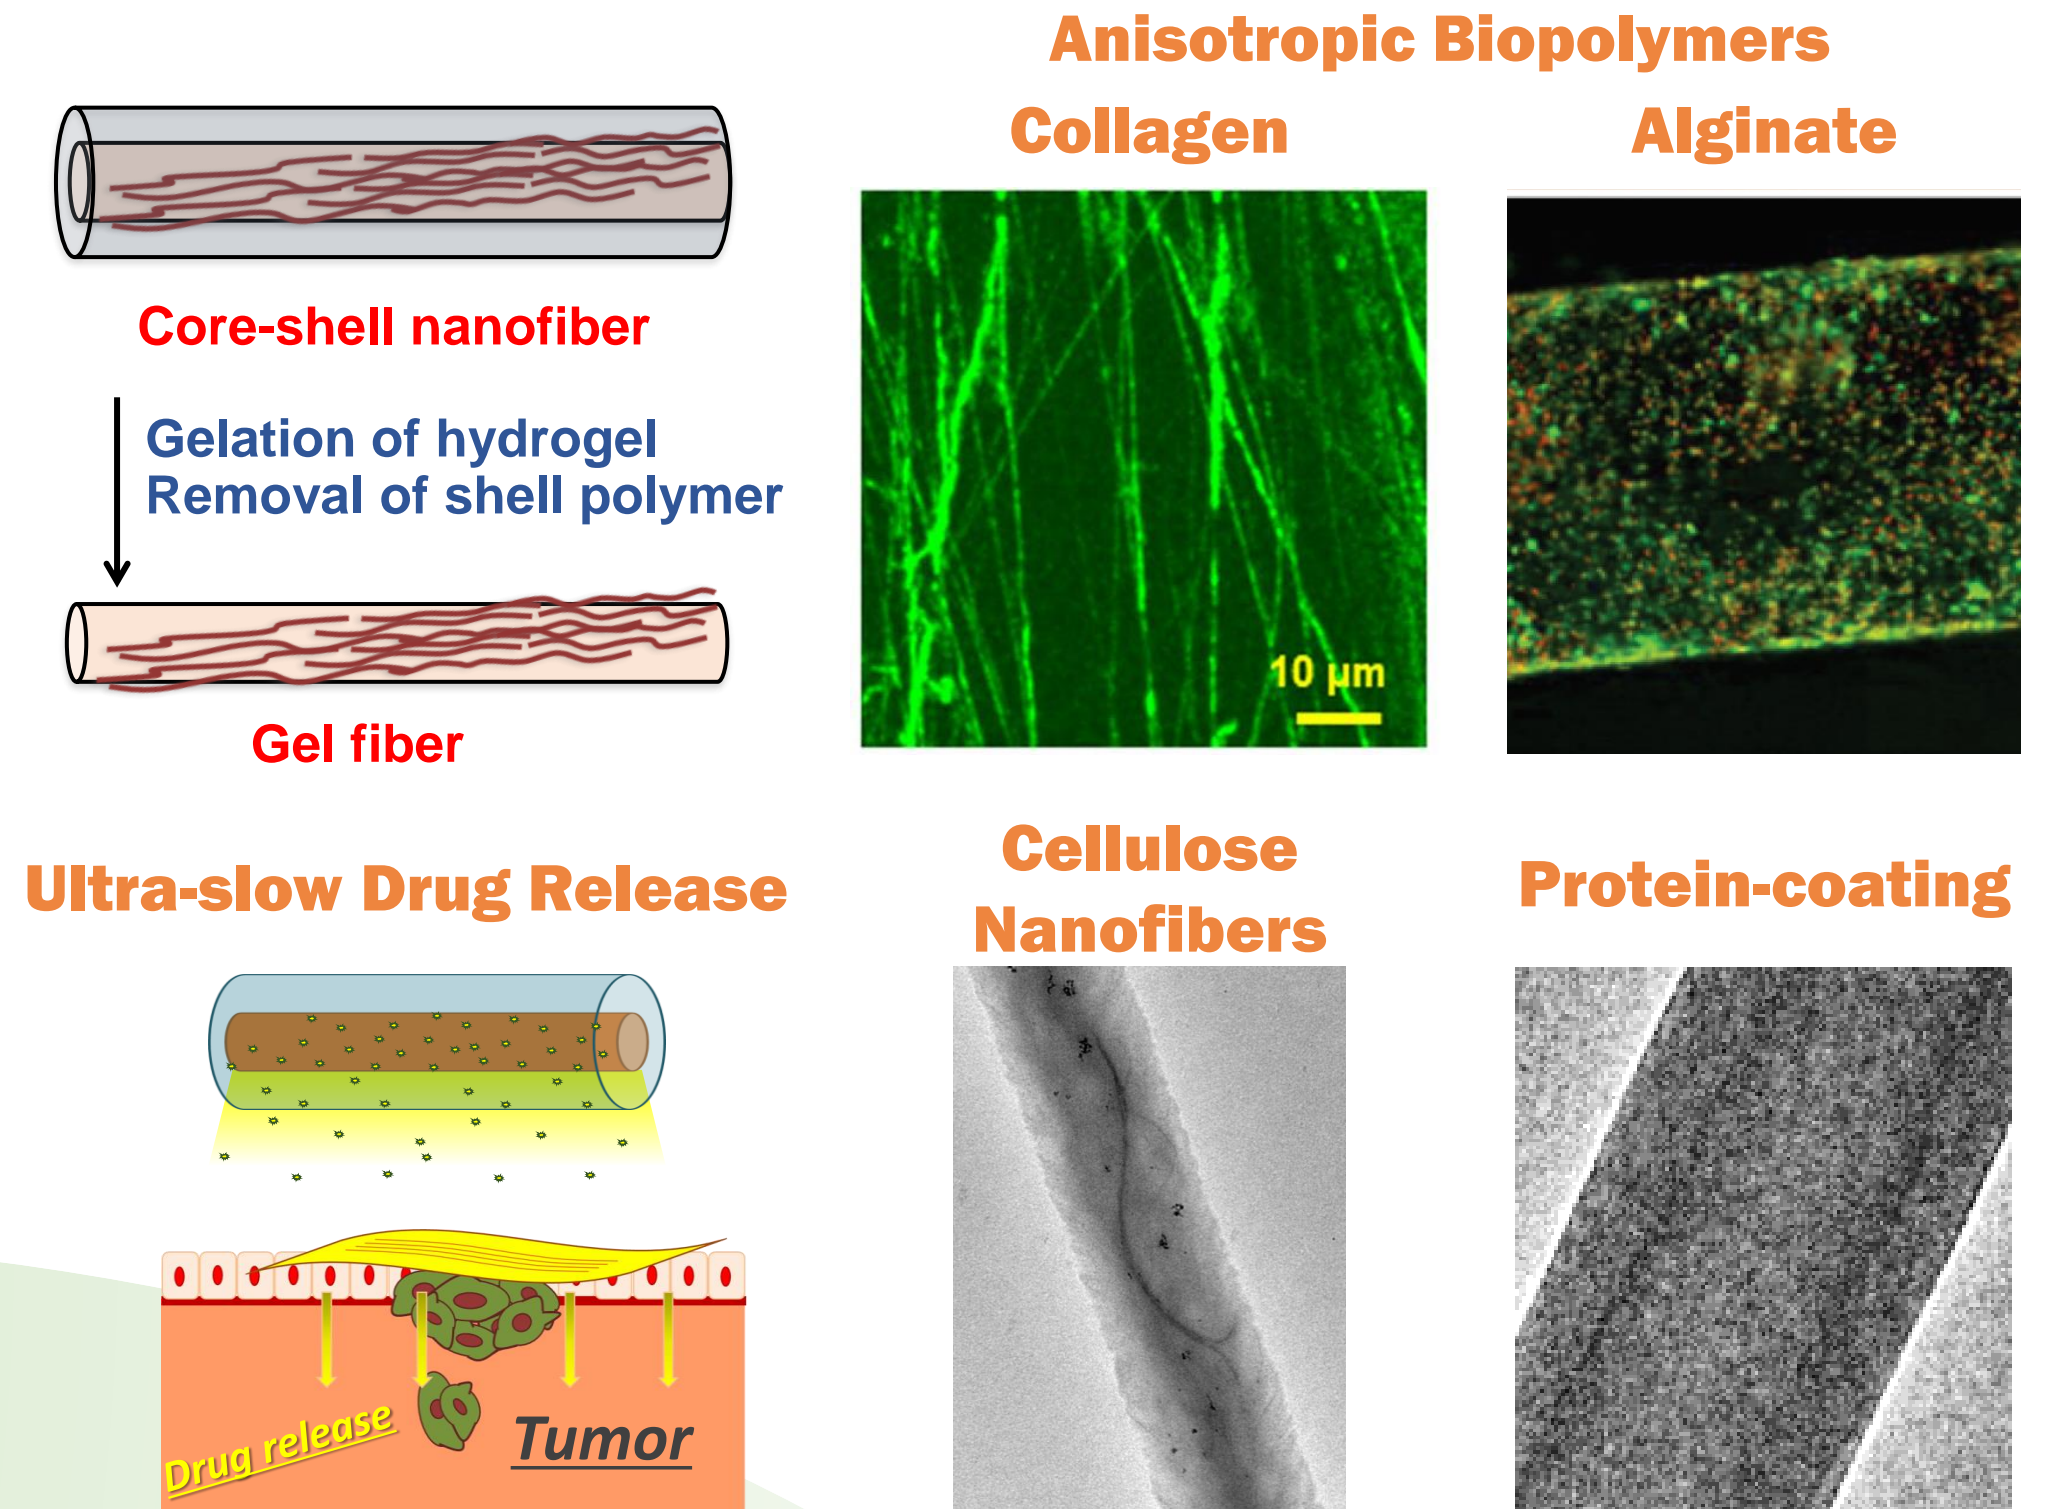 Anisotropic Biopolymers
Collagen
Alginate
Core-shell nanofiber
Gelation of hydrogel
Removal of shell polymer
Gel fiber
10 µm
Ultra-slow Drug Release
Cellulose
Nanofibers
Protein-coating
Drug release
Tumor